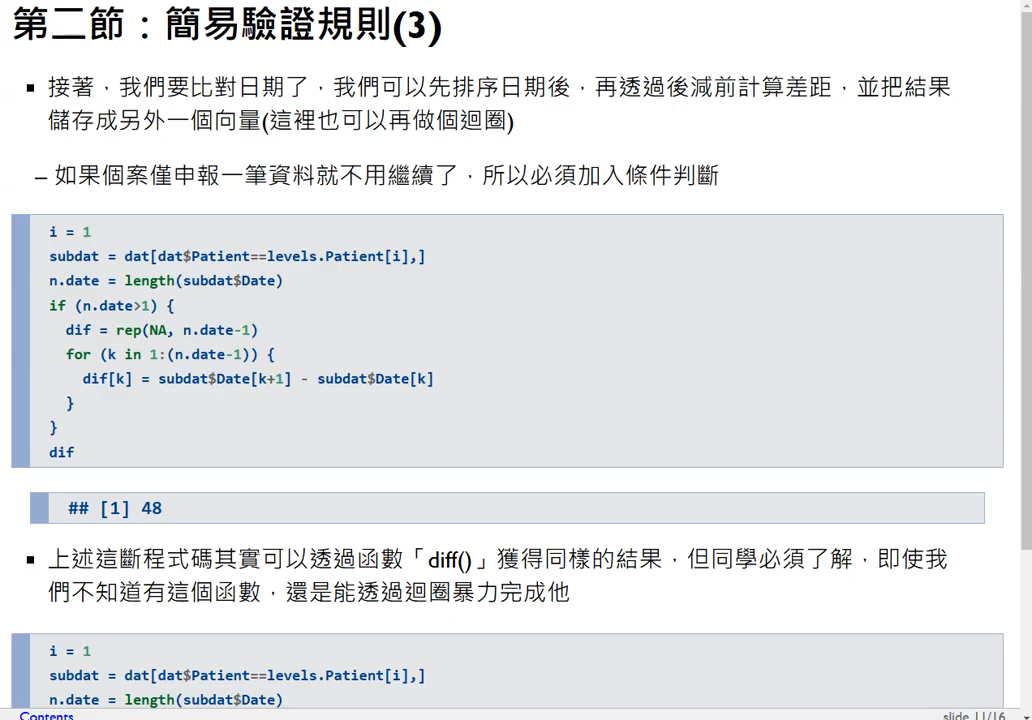 第二節：簡易驗證規則(3)
▪ 接著，我們要比對日期了，我們可以先排序日期後，再透過後減前計算差距，並把結果
儲存成另外一個向量(這裡也可以再做個迴圈)
– 如果個案僅申報一筆資料就不用繼續了，所以必須加入條件判斷
i = 1
subdat = dat[dat$Patient==levels.Patient[i],]
n.date = length(subdat$Date)
if (n.date>1) {
  dif = rep(NA, n.date-1)
  for (k in 1:(n.date-1)) {
    dif[k] = subdat$Date[k+1] - subdat$Date[k]
  }
}
dif
## [1] 48
▪ 上述這斷程式碼其實可以透過函數「diff()」獲得同樣的結果，但同學必須了解，即使我
們不知道有這個函數，還是能透過迴圈暴力完成他
i = 1
subdat = dat[dat$Patient==levels.Patient[i],]
n.date = length(subdat$Date)
Contents
slide 11/16